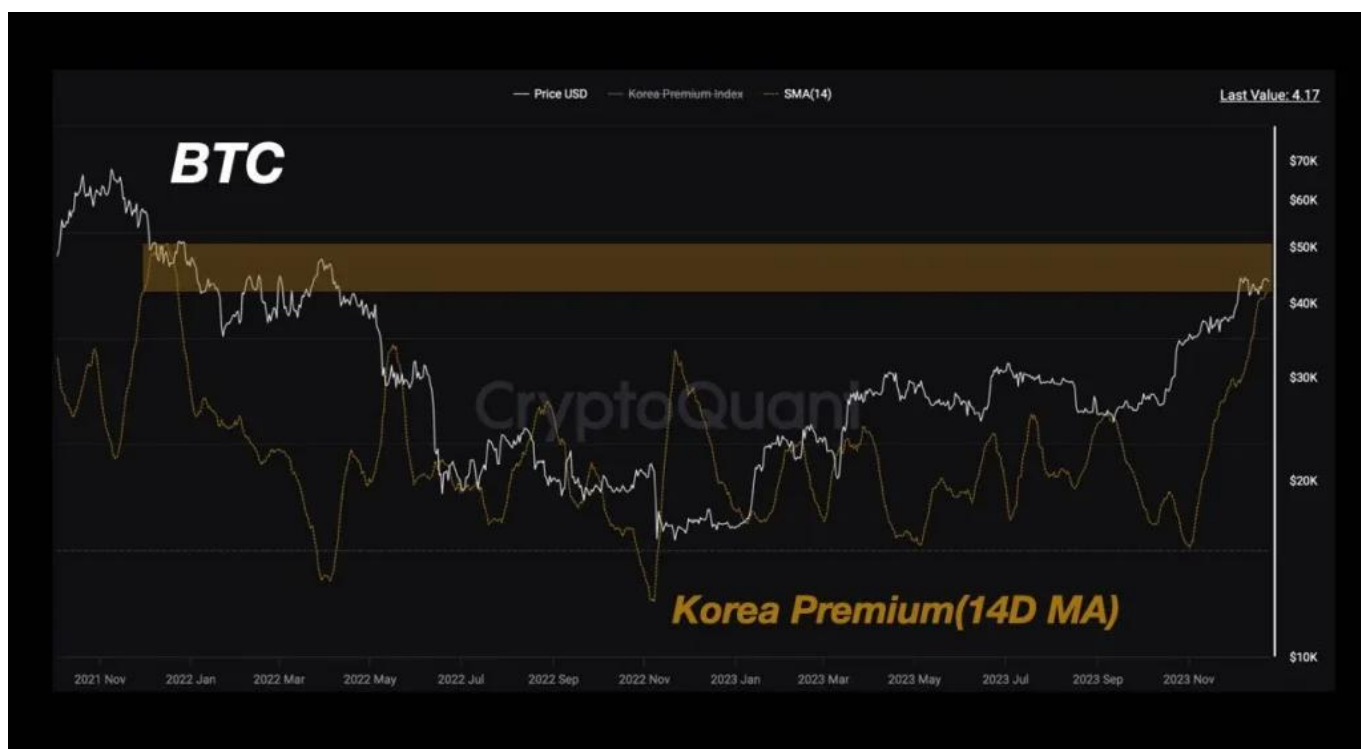 Price USD Korea Premium Index SMA(14)
Last Value: 4.17
BTC
$70K
$60K
$50K
$40K
$30K
CryptoQuant
$20K
Korea Premium(14D MA)
$10K
2021 Nov 2022 Jan 2022 Mar 2022 May 2022 Jul 2022 Sep 2022 Nov 2023 Jan 2023 Mar 2023 May 2023 Jul 2023 Sep 2023 Nov